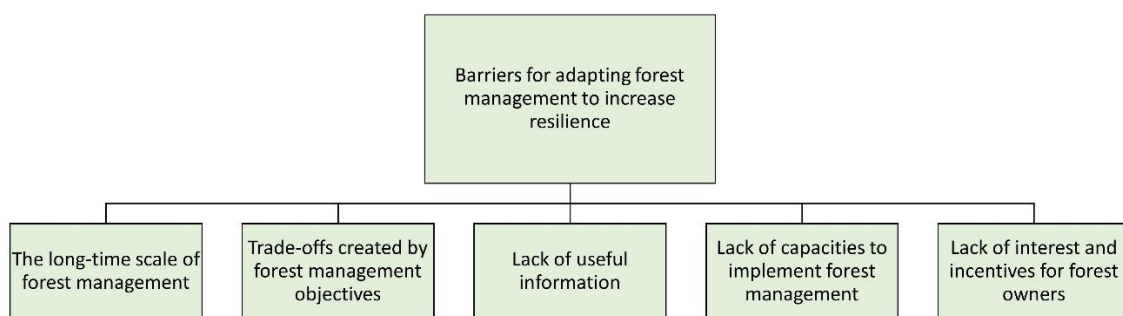 Barriers for adapting forest
management to increase
resilience
The long-time scale of
forest management
Trade-offs created by
forest management
objectives
Lack of useful
information
Lack of capacities to
implement forest
management
Lack of interest and
incentives for forest
owners